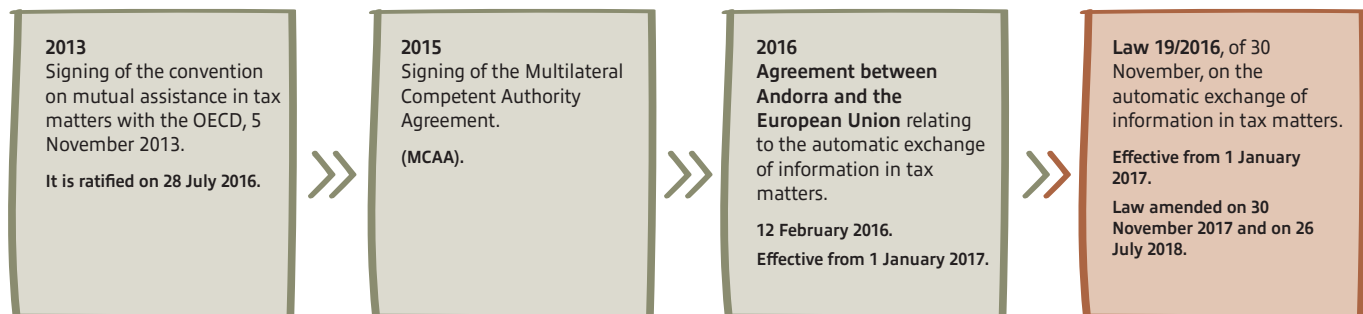 2013
Signing of the convention
on mutual assistance in tax
matters with the OECD, 5
November 2013.
It is ratified on 28 July 2016.
2015
Signing of the Multilateral
Competent Authority
Agreement.
(MCAA).
2016
Agreement between
Andorra and the
European Union relating
to the automatic exchange
of information in tax
matters.
12 February 2016.
Effective from 1 January 2017.
Law 19/2016, of 30
November, on the
automatic exchange of
information in tax matters.
Effective from 1 January
2017.
Law amended on 30
November 2017 and on 26
July 2018.